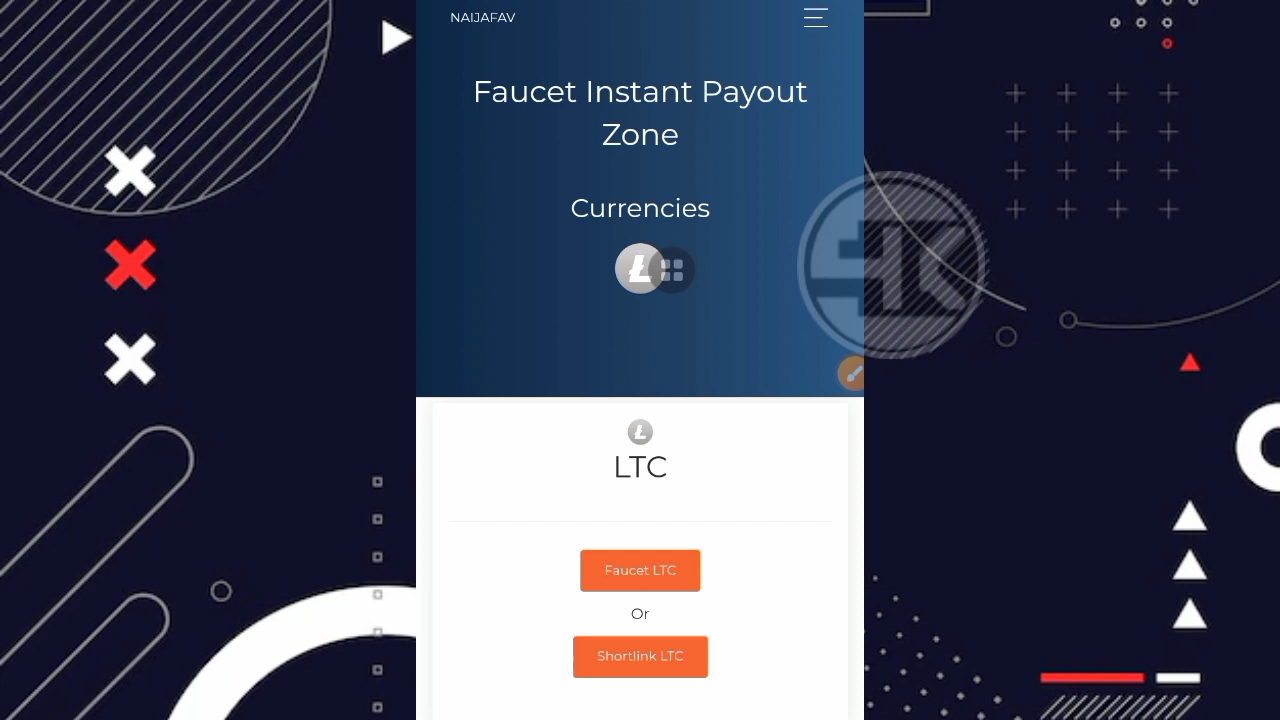 NAIJAFAV
Faucet Instant Payout
Zone
Currencies
LTC
Faucet LTC
Or
Shortlink LTC